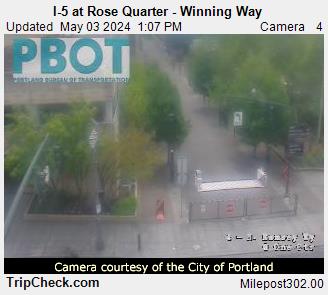 I-5 at Rose Quarter - Winning Way
Updated May 03 2024 1:07 PM Camera 4
PBOT
PORTLAND BUREAU OF TRANSPORTATION
Camera courtesy of the City of Portland
TripCheck.com Milepost302.00